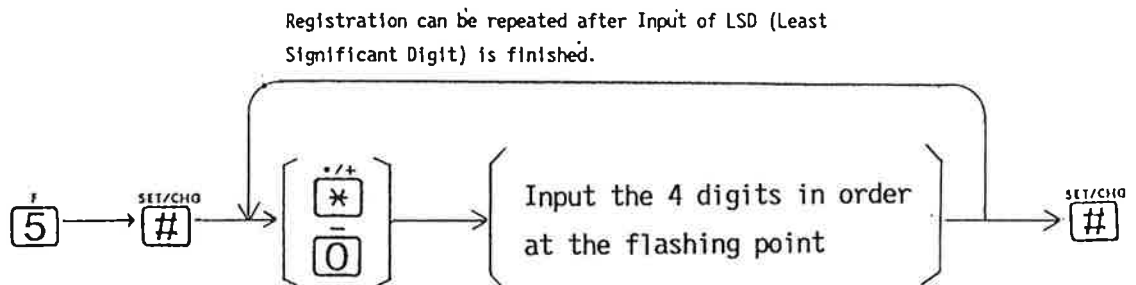 Registration can be repeated after Input of LSD (Least
Significant Digit) is finished.
F
5
SET/CHG
#
•/+
*
−
0
Input the 4 digits in order
at the flashing point
SET/CHG
#